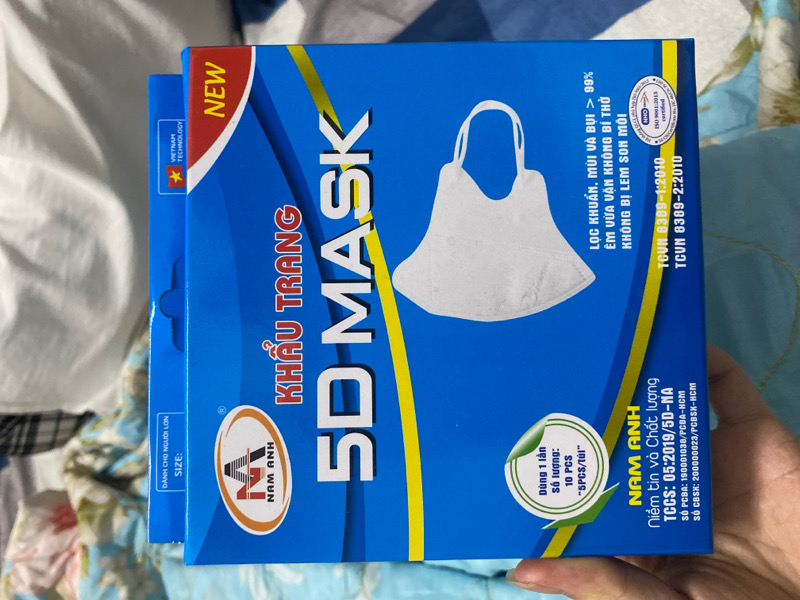 DÀNH CHO NGƯỜI LỚN
SIZE:
VIETNAM
TECHNOLOGY
NEW
NA
NAM ANH
®
KHẨU TRANG
5D MASK
Dùng 1 lần
Số lượng:
10 PCS
"5PCS/túi"
LỌC KHUẨN, MÙI VÀ BỤI > 99%
ÊM VỪA VẶN KHÔNG BÍ THỞ
KHÔNG BỊ LEM SON MÔI
NAM ANH
Niềm tin và Chất lượng
TCCS: 05:2019/5D-NA
SỐ PCBA: 190001038/PCBA-HCM
SỐ CBSX: 200000023/PCBSX-HCM
TCVN 8389-1:2010
TCVN 8389-2:2010
NHO
ISO 9001:2015
certified